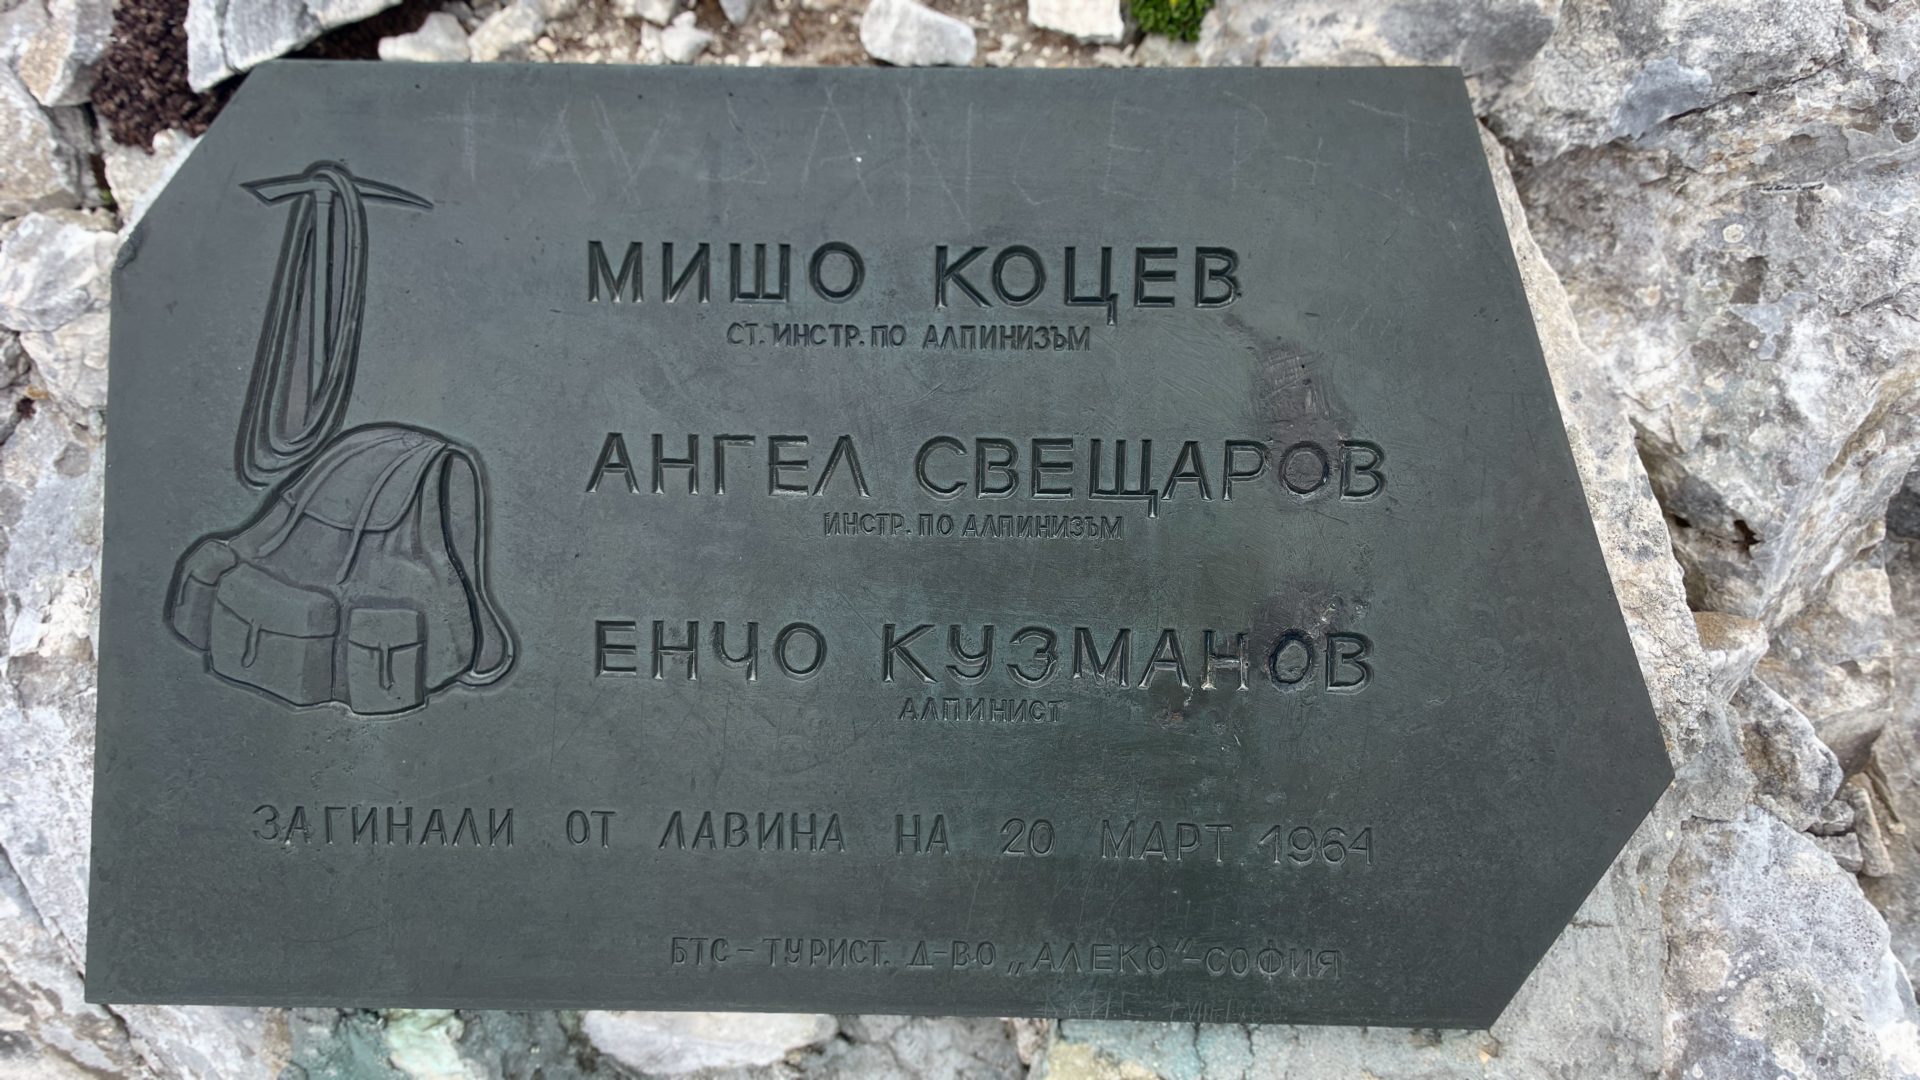 МИШО КОЦЕВ
СТ. ИНСТР. ПО АЛПИНИЗЪМ
АНГЕЛ СВЕЩАРОВ
ИНСТР. ПО АЛПИНИЗЪМ
ЕНЧО КУЗМАНОВ
АЛПИНИСТ
ЗАГИНАЛИ ОТ ЛАВИНА НА 20 МАРТ 1964
БТС - ТУРИСТ. Д-ВО „АЛЕКО“ - СОФИЯ